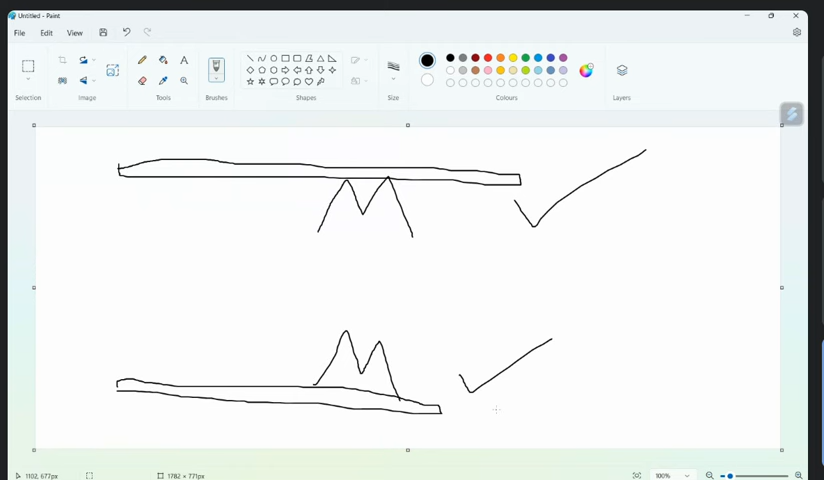 Untitled - Paint
File Edit View
Selection Image Tools Brushes Shapes Size Colours Layers
1102, 677px 1782 × 771px 100%